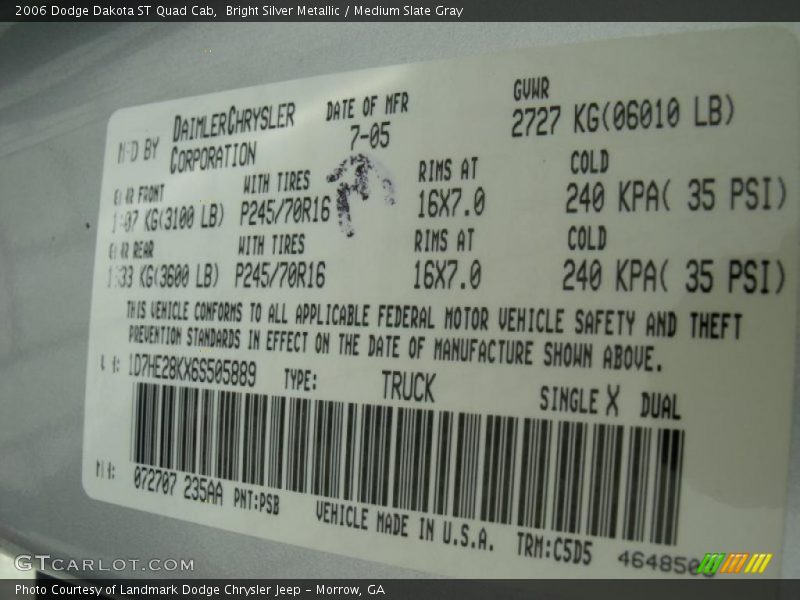 2006 Dodge Dakota ST Quad Cab, Bright Silver Metallic / Medium Slate Gray
BY DAIMLERCHRYSLER CORPORATION
DATE OF MFR 7-05
GVWR 2727 KG(06010 LB)
FRONT KG(3100 LB)
WITH TIRES P245/70R16
RIMS AT 16X7.0
COLD 240 KPA( 35 PSI)
REAR KG(3600 LB)
WITH TIRES P245/70R16
RIMS AT 16X7.0
COLD 240 KPA( 35 PSI)
THIS VEHICLE CONFORMS TO ALL APPLICABLE FEDERAL MOTOR VEHICLE SAFETY AND THEFT
PREVENTION STANDARDS IN EFFECT ON THE DATE OF MANUFACTURE SHOWN ABOVE.
1D7HE28KX6S505889 TYPE: TRUCK SINGLE X DUAL
072707 235AA PNT:PSB VEHICLE MADE IN U.S.A. TRM:C5D5
GTCARLOT.COM
Photo Courtesy of Landmark Dodge Chrysler Jeep – Morrow, GA